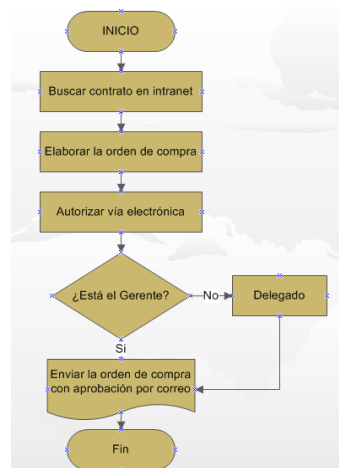 INICIO
Buscar contrato en intranet
Elaborar la orden de compra
Autorizar vía electrónica
¿Está el Gerente?
No
Delegado
Si
Enviar la orden de compra
con aprobación por correo
Fin